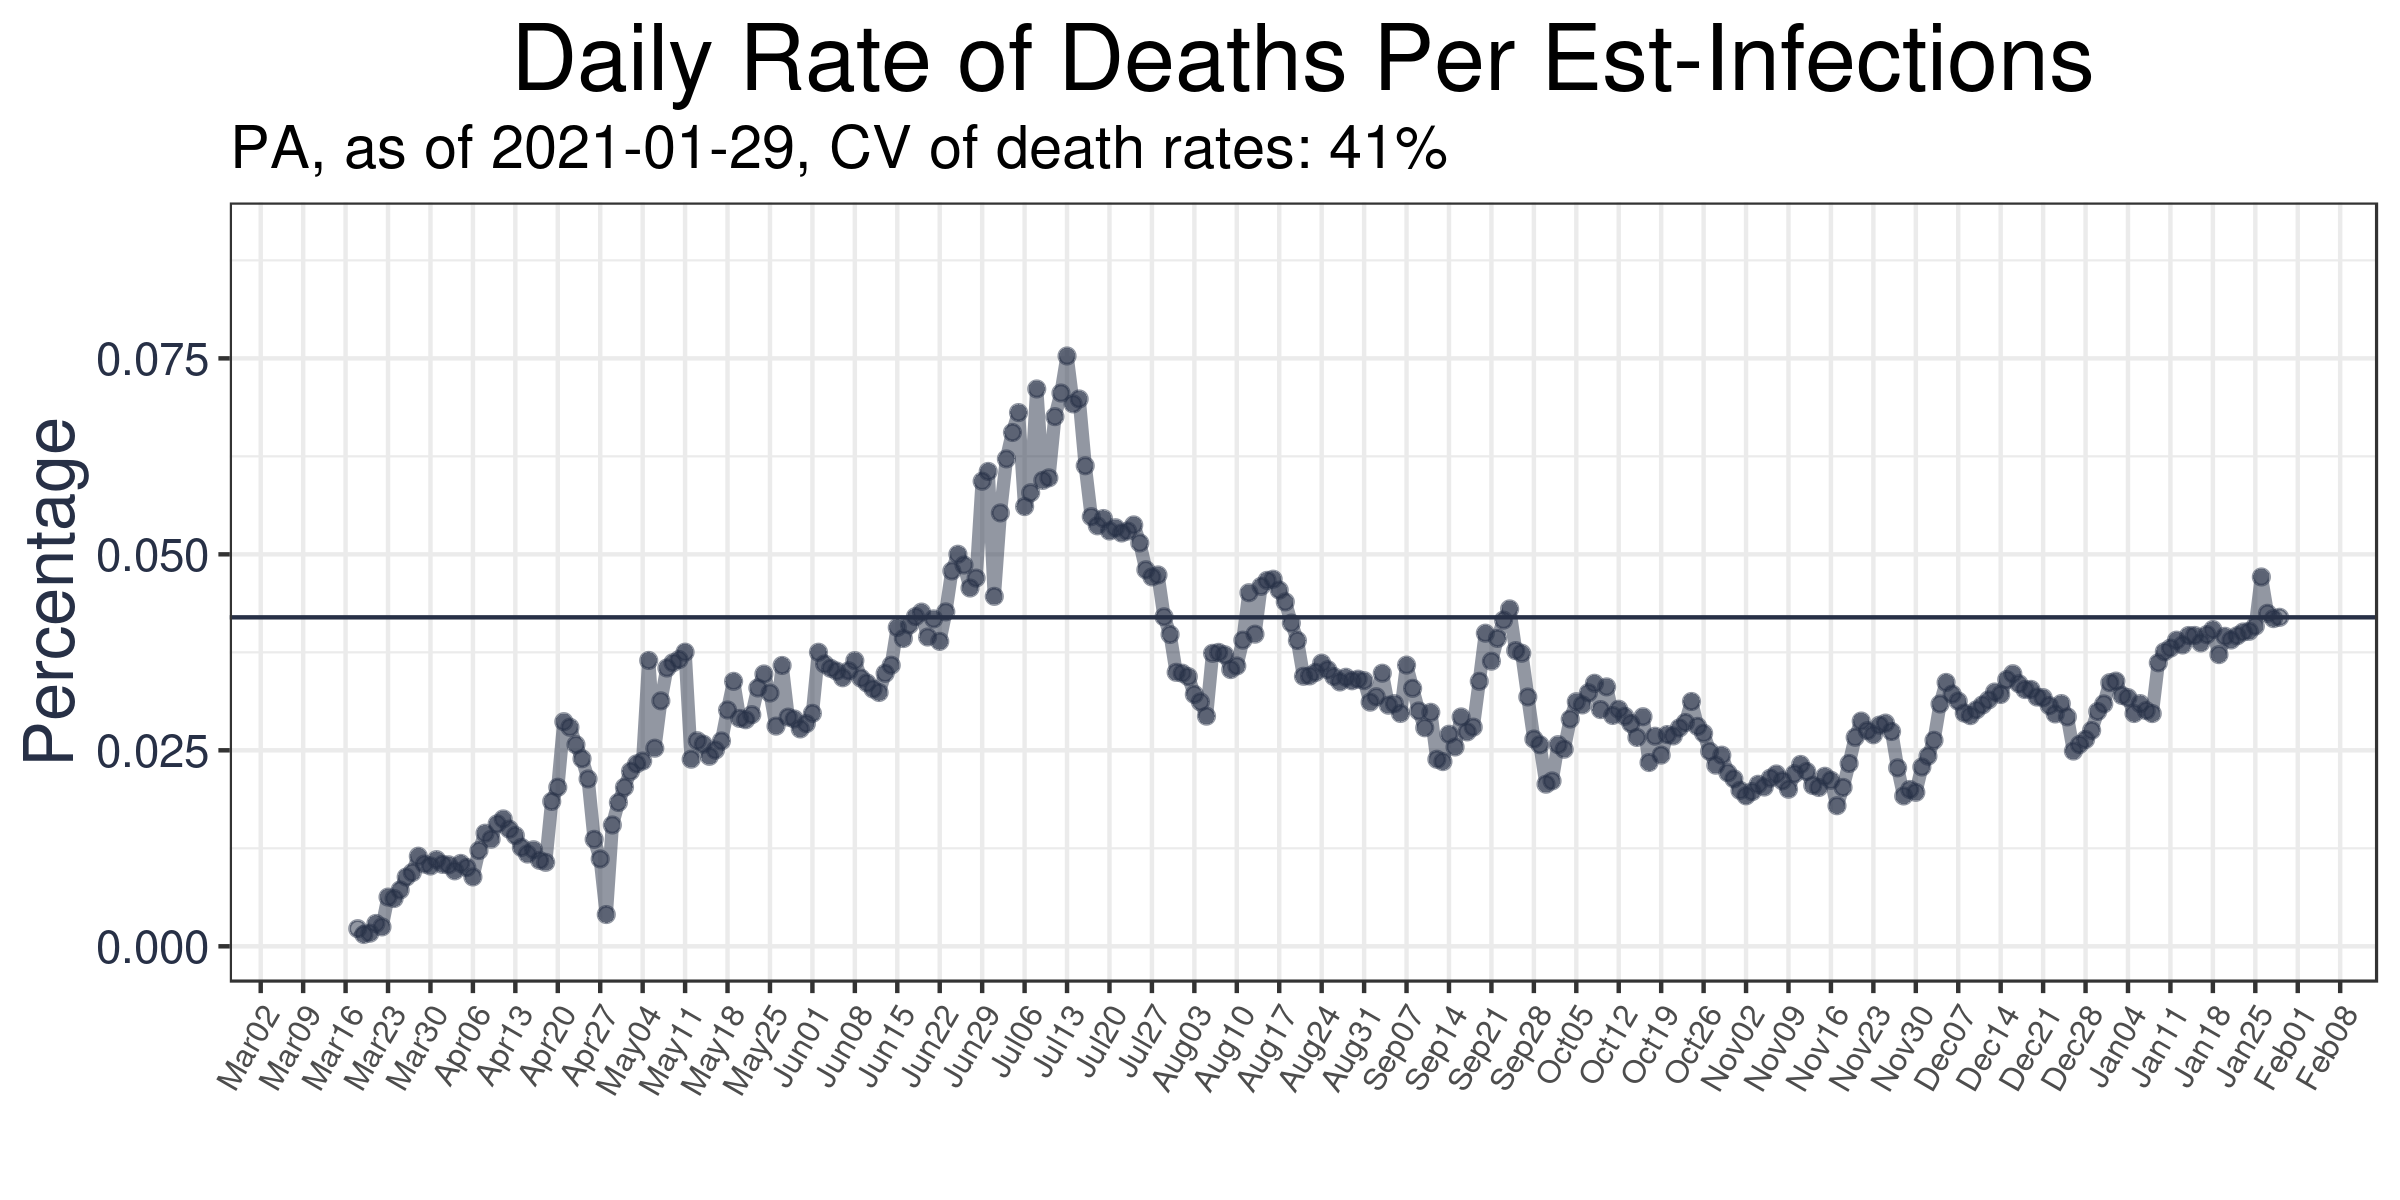 Daily Rate of Deaths Per Est-Infections
PA, as of 2021-01-29, CV of death rates: 41%
Percentage
0.075
0.050
0.025
0.000
Mar02
Mar09
Mar16
Mar23
Mar30
Apr06
Apr13
Apr20
Apr27
May04
May11
May18
May25
Jun01
Jun08
Jun15
Jun22
Jun29
Jul06
Jul13
Jul20
Jul27
Aug03
Aug10
Aug17
Aug24
Aug31
Sep07
Sep14
Sep21
Sep28
Oct05
Oct12
Oct19
Oct26
Nov02
Nov09
Nov16
Nov23
Nov30
Dec07
Dec14
Dec21
Dec28
Jan04
Jan11
Jan18
Jan25
Feb01
Feb08